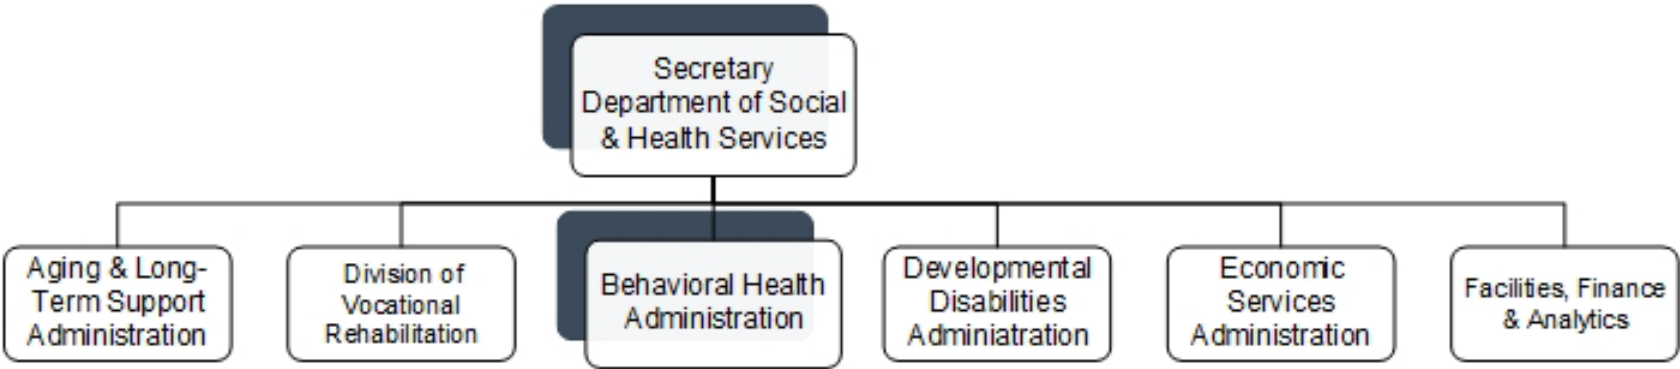 Secretary
Department of Social
& Health Services
Aging & Long-
Term Support
Administration
Division of
Vocational
Rehabilitation
Behavioral Health
Administration
Developmental
Disabilities
Adminiatration
Economic
Services
Administration
Facilities, Finance
& Analytics